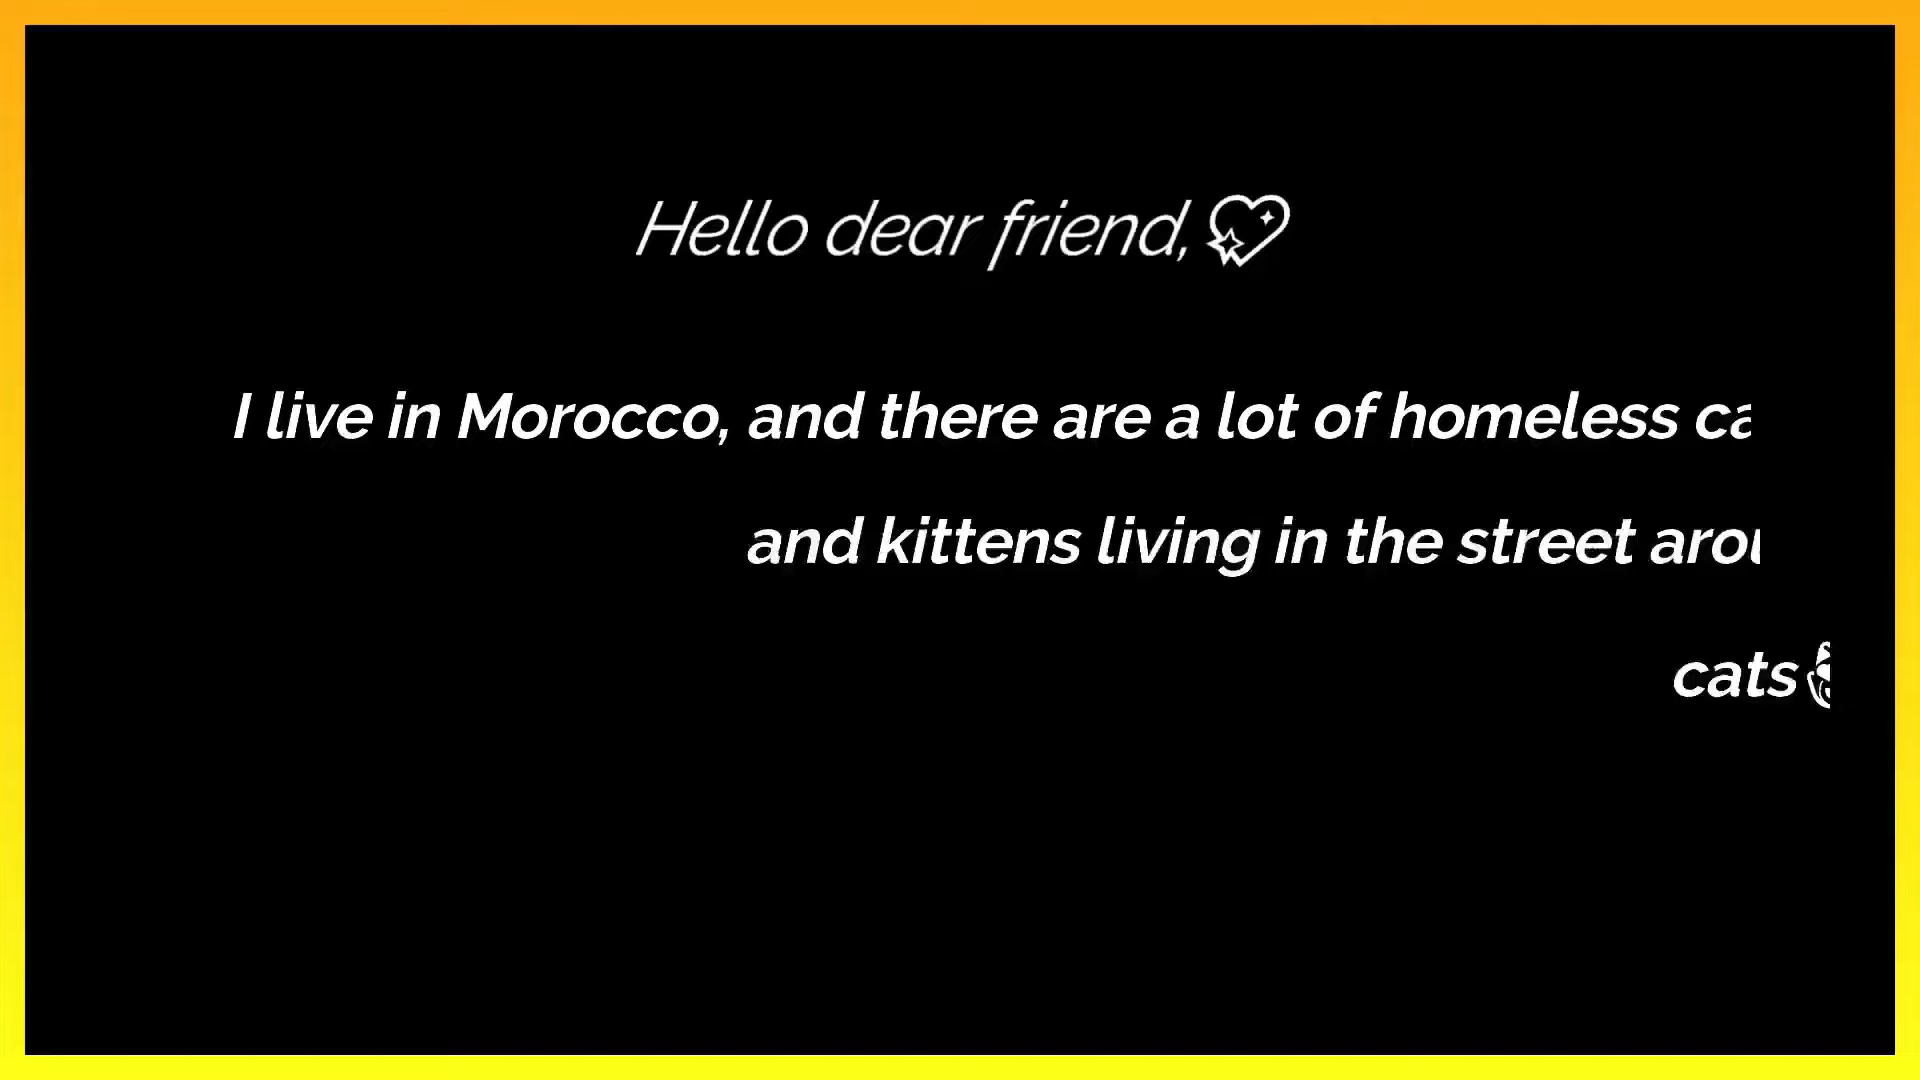 Hello dear friend,
I live in Morocco, and there are a lot of homeless
and kittens living in the street
cats